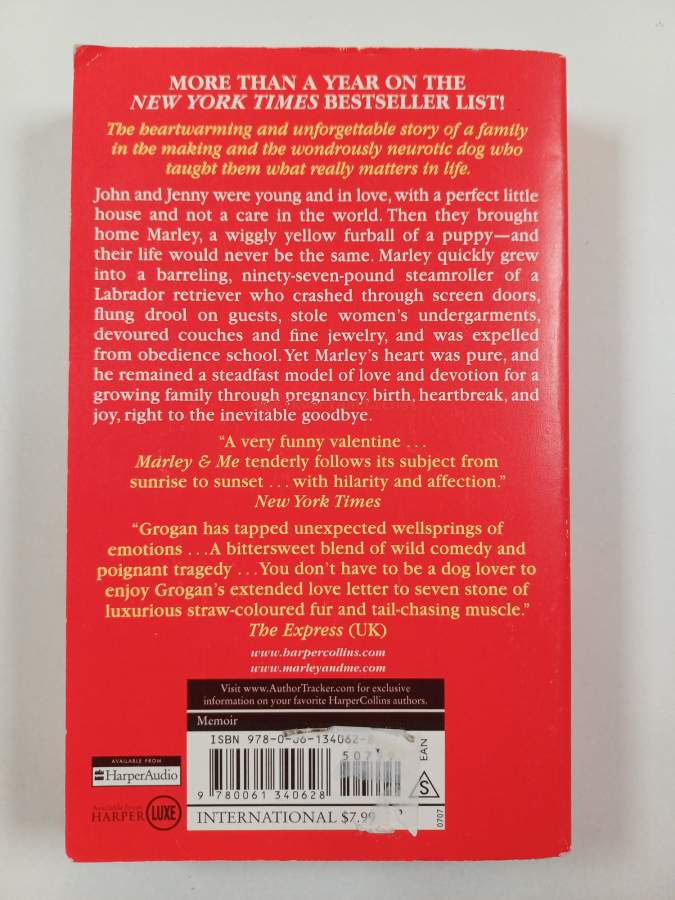 MORE THAN A YEAR ON THE
NEW YORK TIMES BESTSELLER LIST!
The heartwarming and unforgettable story of a family
in the making and the wondrously neurotic dog who
taught them what really matters in life.
John and Jenny were young and in love, with a perfect little
house and not a care in the world. Then they brought
home Marley, a wiggly yellow furball of a puppy—and
their life would never be the same. Marley quickly grew
into a barreling, ninety-seven-pound steamroller of a
Labrador retriever who crashed through screen doors,
flung drool on guests, stole women's undergarments,
devoured couches and fine jewelry, and was expelled
from obedience school. Yet Marley's heart was pure, and
he remained a steadfast model of love and devotion for a
growing family through pregnancy, birth, heartbreak, and
joy, right to the inevitable goodbye.
"A very funny valentine . . .
Marley & Me tenderly follows its subject from
sunrise to sunset . . . with hilarity and affection."
New York Times
"Grogan has tapped unexpected wellsprings of
emotions . . . A bittersweet blend of wild comedy and
poignant tragedy . . . You don't have to be a dog lover to
enjoy Grogan's extended love letter to seven stone of
luxurious straw-coloured fur and tail-chasing muscle."
The Express (UK)
www.harpercollins.com
www.marleyandme.com
Visit www.AuthorTracker.com for exclusive
information on your favorite HarperCollins authors.
Memoir
ISBN 978-0-06-134062-8
507
EAN
S
9 780061 340628
INTERNATIONAL $7.99
0707
AVAILABLE FROM
HarperAudio
Available from
HARPER LUXE